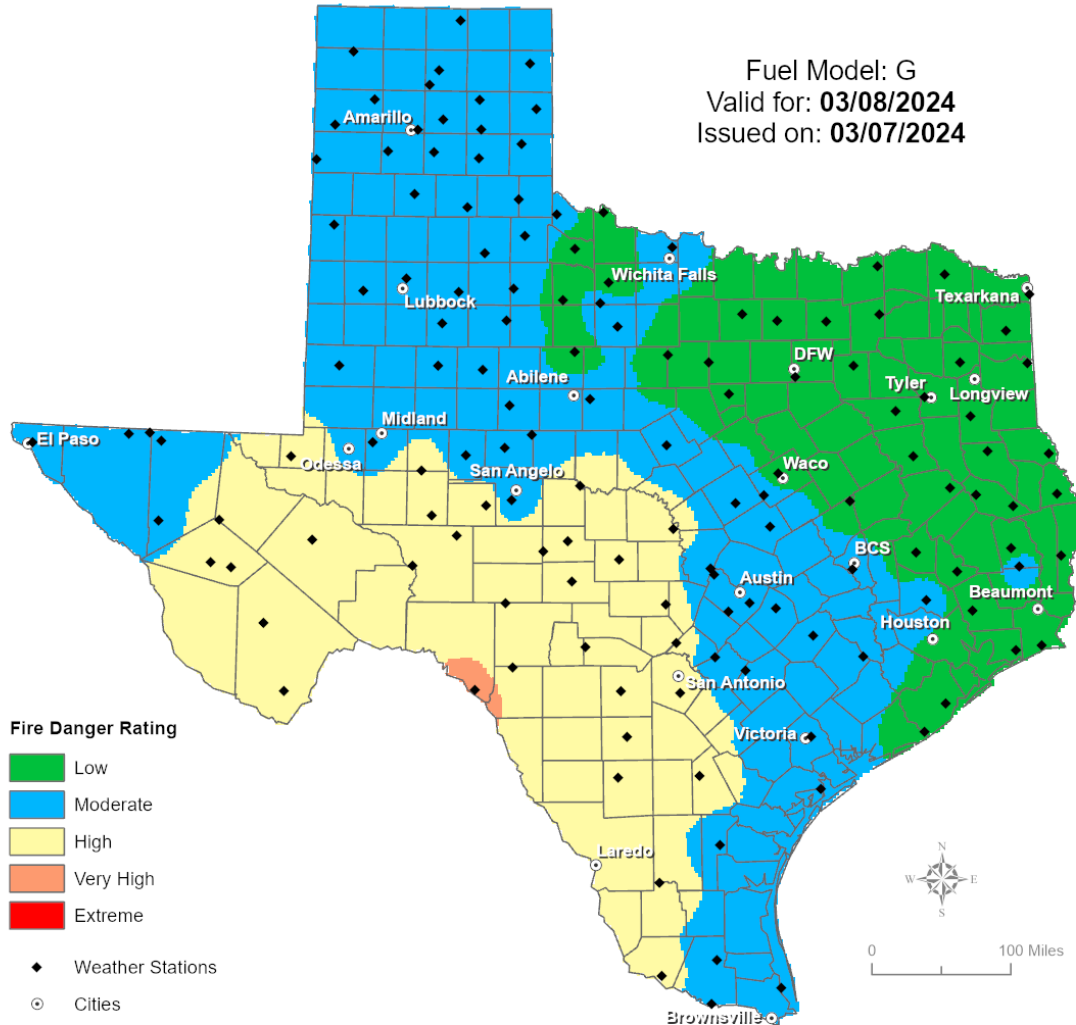 Fuel Model: G
Valid for: 03/08/2024
Issued on: 03/07/2024
Amarillo
Wichita Falls
Lubbock
Texarkana
DFW
Abilene
Tyler
Longview
El Paso
Midland
Odessa
San Angelo
Waco
BCS
Austin
Beaumont
Houston
San Antonio
Victoria
Laredo
Brownsville
Fire Danger Rating
Low
Moderate
High
Very High
Extreme
Weather Stations
Cities
N
W E
S
0 100 Miles